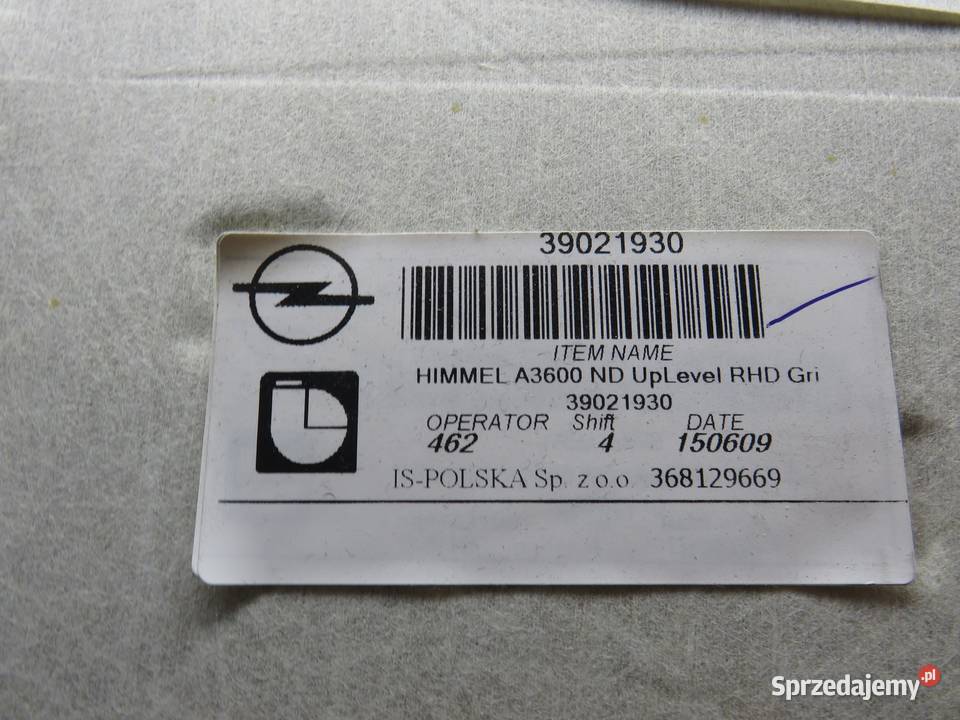 39021930
ITEM NAME
HIMMEL A3600 ND UpLevel RHD Gri
39021930
OPERATOR Shift DATE
462 4 150609
IS-POLSKA Sp. z o.o. 368129669
Sprzedajemy.pl